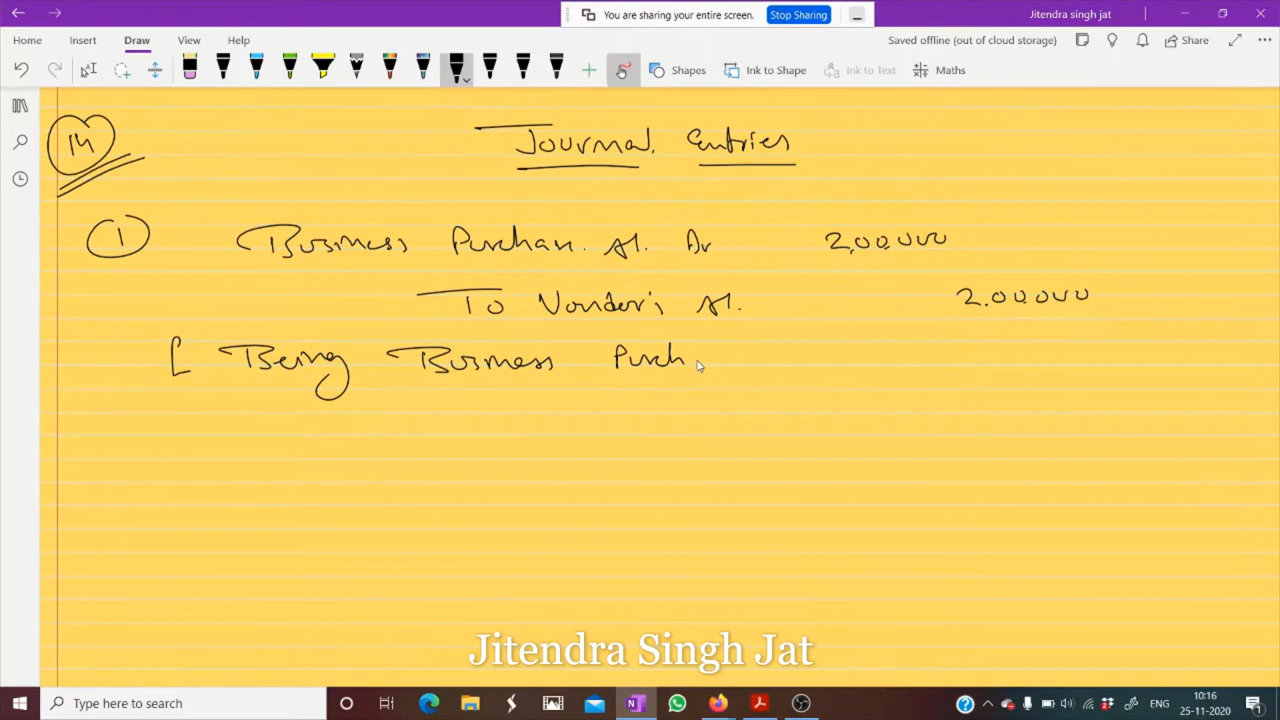 You are sharing your entire screen. Stop Sharing
Jitendra singh jat
Home Insert Draw View Help
Saved offline (out of cloud storage)
Share
Shapes Ink to Shape Ink to Text Maths
14
Journal Entries
1 Business Purchase A/. Dr 2,00,000
To Vendor's A/. 2,00,000
[ Being Business Purch
Jitendra Singh Jat
Type here to search
ENG
10:16
25-11-2020